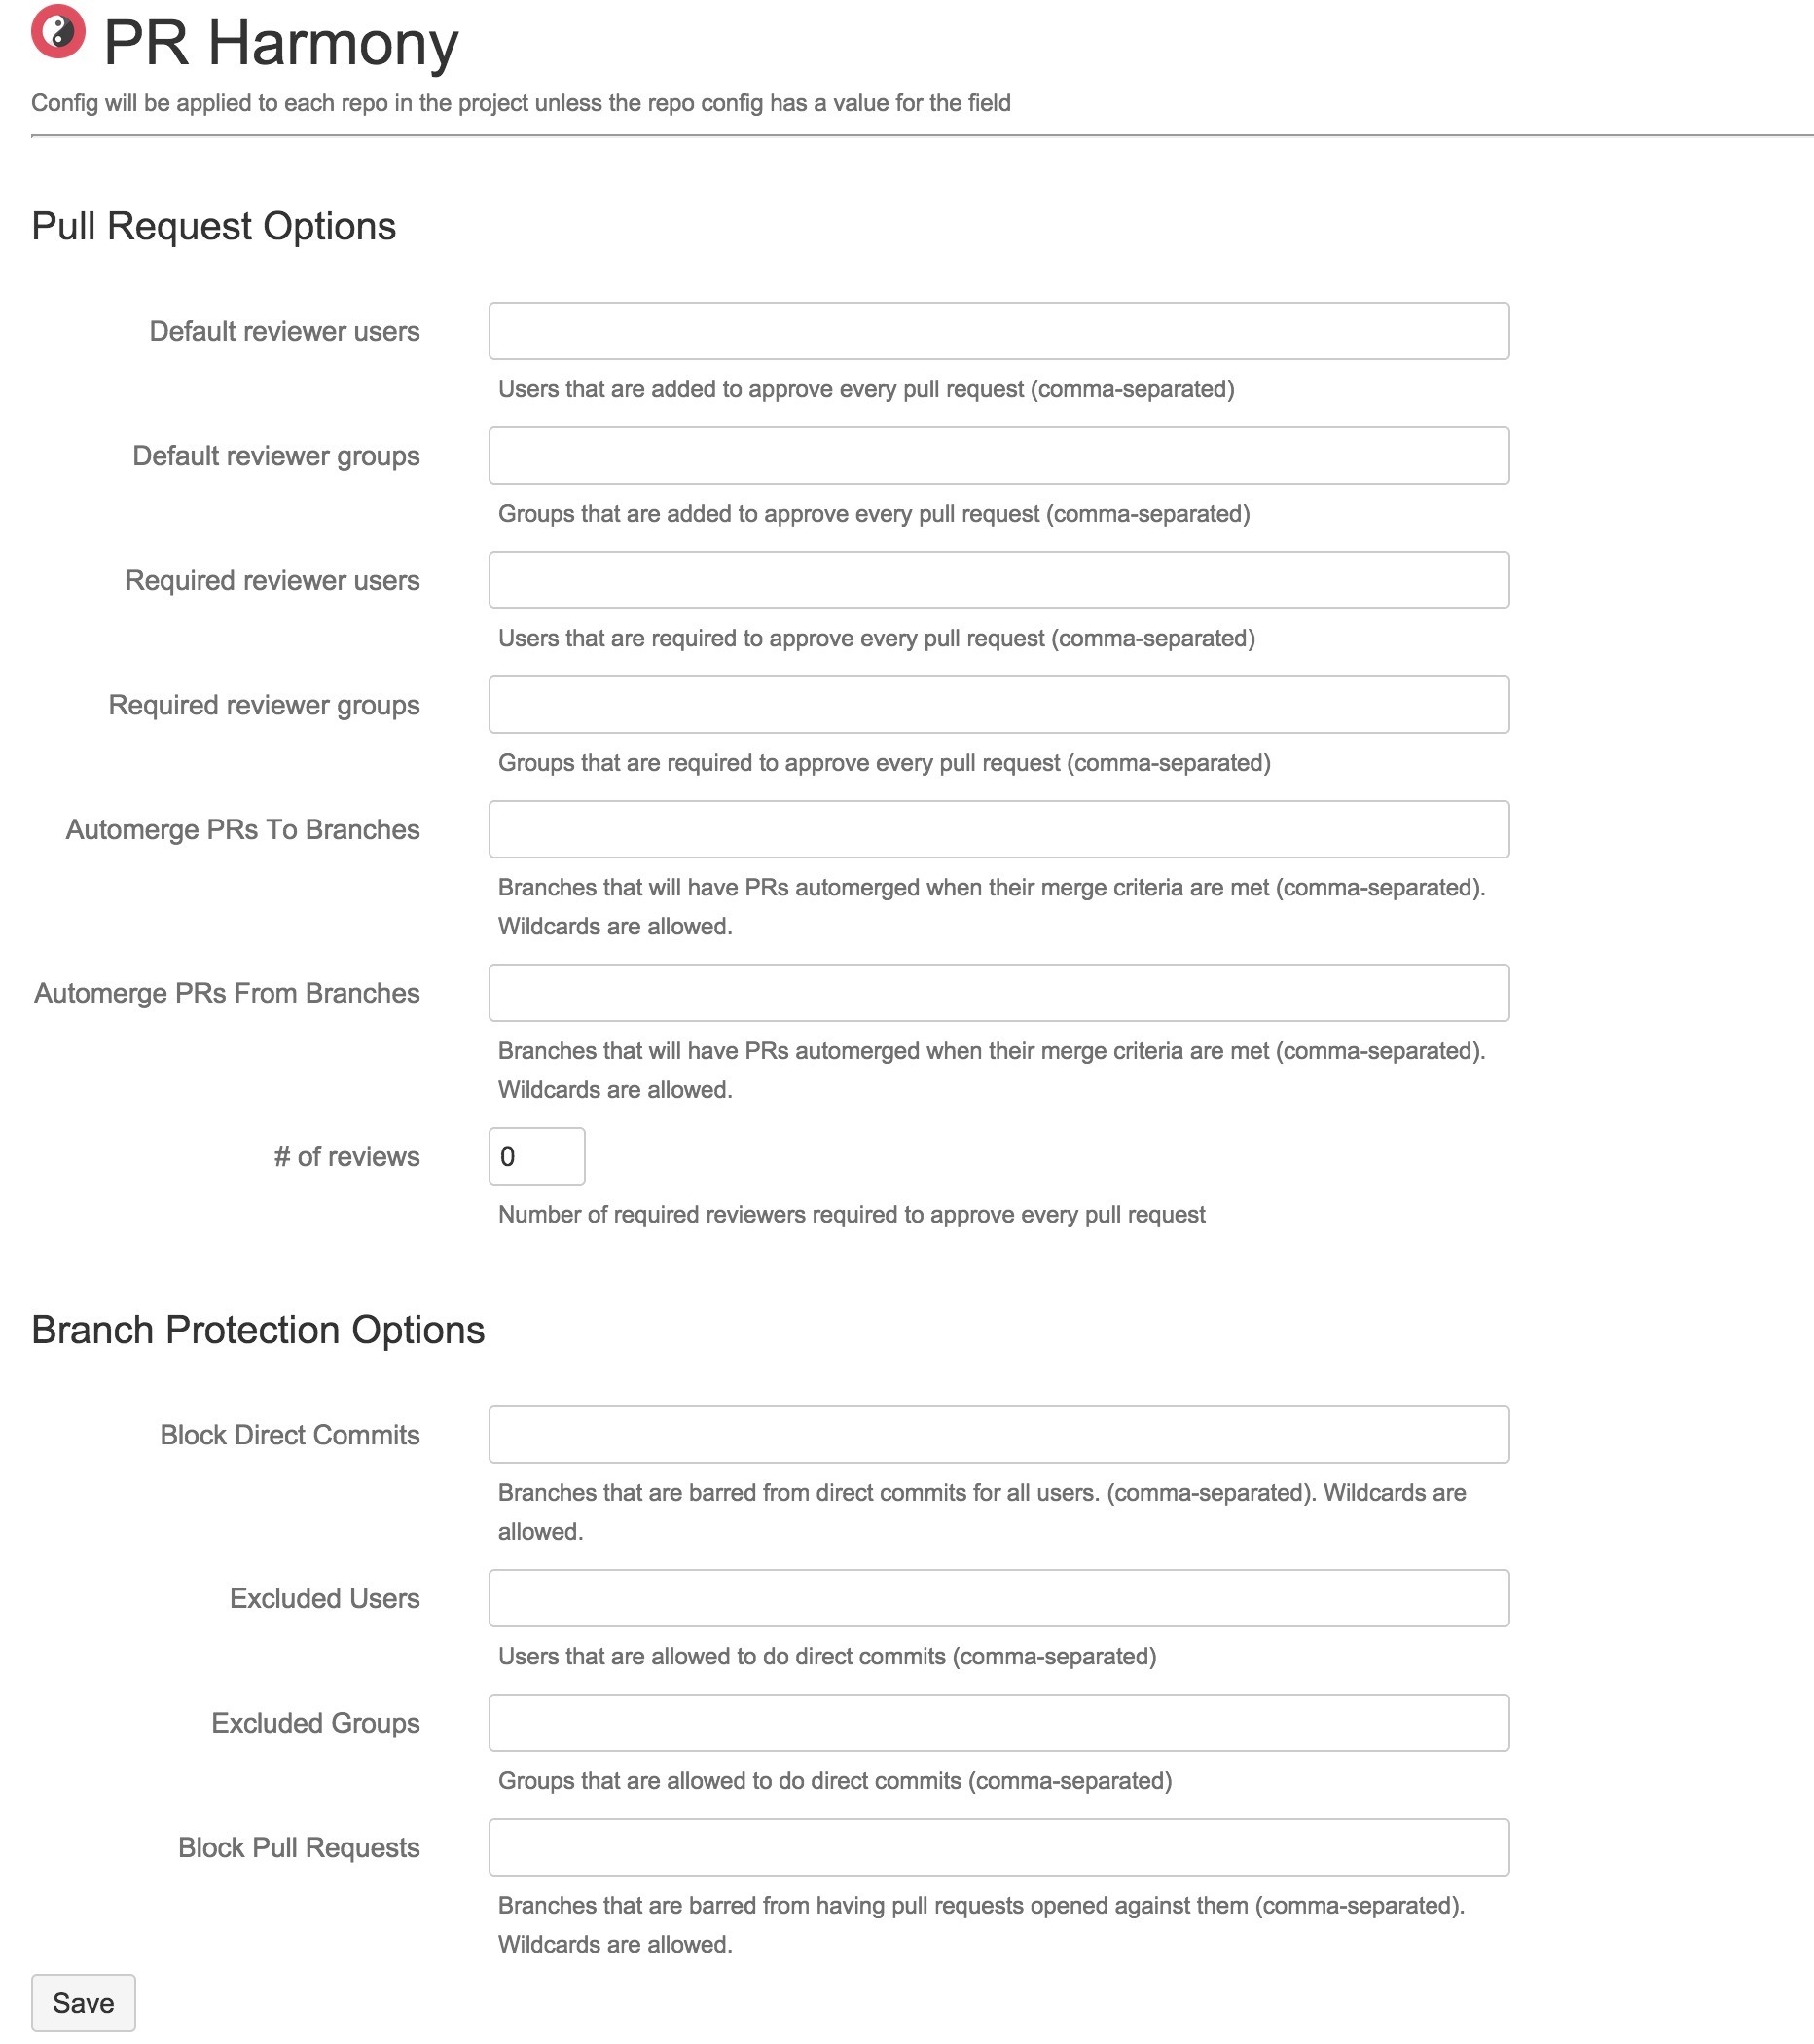 PR Harmony
Config will be applied to each repo in the project unless the repo config has a value for the field
Pull Request Options
Default reviewer users
Users that are added to approve every pull request (comma-separated)
Default reviewer groups
Groups that are added to approve every pull request (comma-separated)
Required reviewer users
Users that are required to approve every pull request (comma-separated)
Required reviewer groups
Groups that are required to approve every pull request (comma-separated)
Automerge PRs To Branches
Branches that will have PRs automerged when their merge criteria are met (comma-separated).
Wildcards are allowed.
Automerge PRs From Branches
Branches that will have PRs automerged when their merge criteria are met (comma-separated).
Wildcards are allowed.
# of reviews
0
Number of required reviewers required to approve every pull request
Branch Protection Options
Block Direct Commits
Branches that are barred from direct commits for all users. (comma-separated). Wildcards are
allowed.
Excluded Users
Users that are allowed to do direct commits (comma-separated)
Excluded Groups
Groups that are allowed to do direct commits (comma-separated)
Block Pull Requests
Branches that are barred from having pull requests opened against them (comma-separated).
Wildcards are allowed.
Save